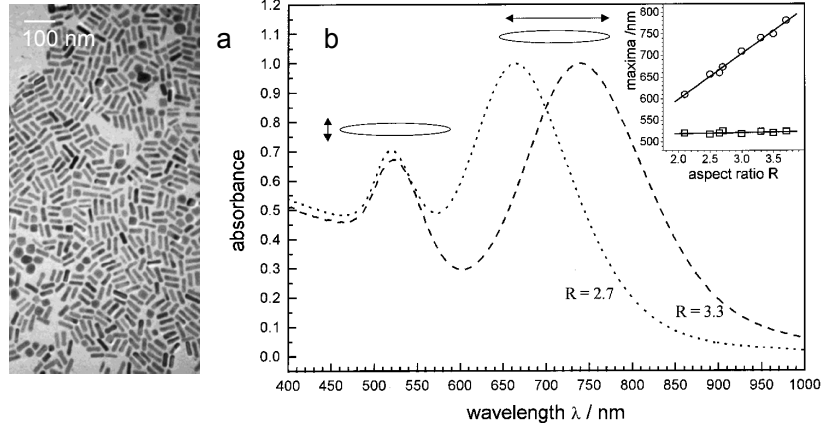 100 nm
a
b
absorbance
1.2
1.1
1.0
0.9
0.8
0.7
0.6
0.5
0.4
0.3
0.2
0.1
0.0
400 450 500 550 600 650 700 750 800 850 900 950 1000
wavelength λ / nm
R = 2.7
R = 3.3
maxima /nm
800
750
700
650
600
550
500
2.0 2.5 3.0 3.5
aspect ratio R